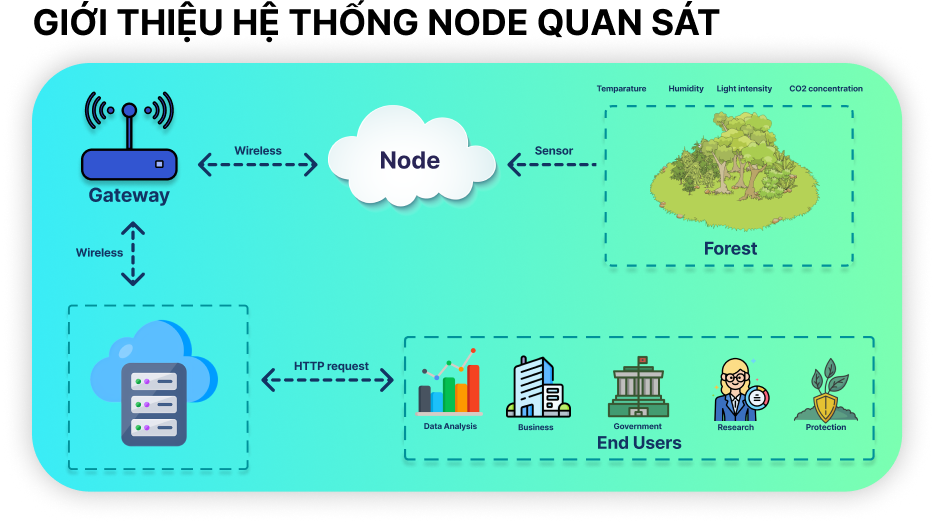 GIỚI THIỆU HỆ THỐNG NODE QUAN SÁT
Temparature Humidity Light intensity CO2 concentration
Wireless
Node
Sensor
Gateway
Forest
Wireless
HTTP request
Data Analysis Business Government Research Protection
End Users